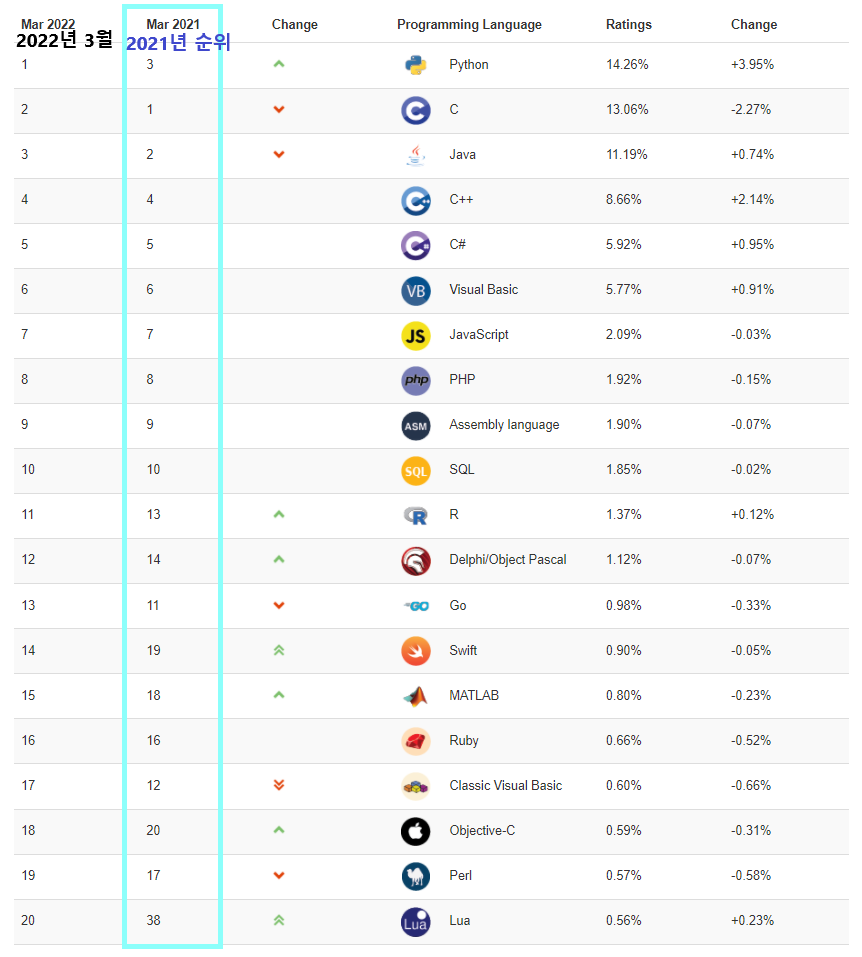 Mar 2022 Mar 2021 Change Programming Language Ratings Change
2022년 3월 2021년 순위
1 3 Python 14.26% +3.95%
2 1 C C 13.06% -2.27%
3 2 Java 11.19% +0.74%
4 4 C++ C++ 8.66% +2.14%
5 5 C C# 5.92% +0.95%
6 6 VB Visual Basic 5.77% +0.91%
7 7 JS JavaScript 2.09% -0.03%
8 8 php PHP 1.92% -0.15%
9 9 ASM Assembly language 1.90% -0.07%
10 10 SQL SQL 1.85% -0.02%
11 13 R R 1.37% +0.12%
12 14 Delphi/Object Pascal 1.12% -0.07%
13 11 GO Go 0.98% -0.33%
14 19 Swift 0.90% -0.05%
15 18 MATLAB 0.80% -0.23%
16 16 Ruby 0.66% -0.52%
17 12 Classic Visual Basic 0.60% -0.66%
18 20 Objective-C 0.59% -0.31%
19 17 Perl 0.57% -0.58%
20 38 Lua Lua 0.56% +0.23%